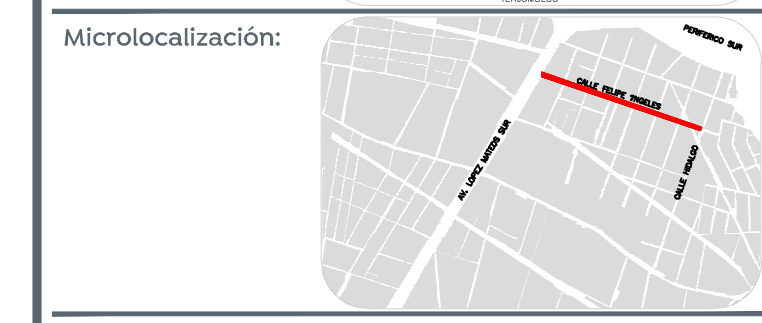 Microlocalización:
PERIFERICO SUR
CALLE FELIPE ?NGELES
AV. LOPEZ MATEOS SUR
CALLE HIDALGO